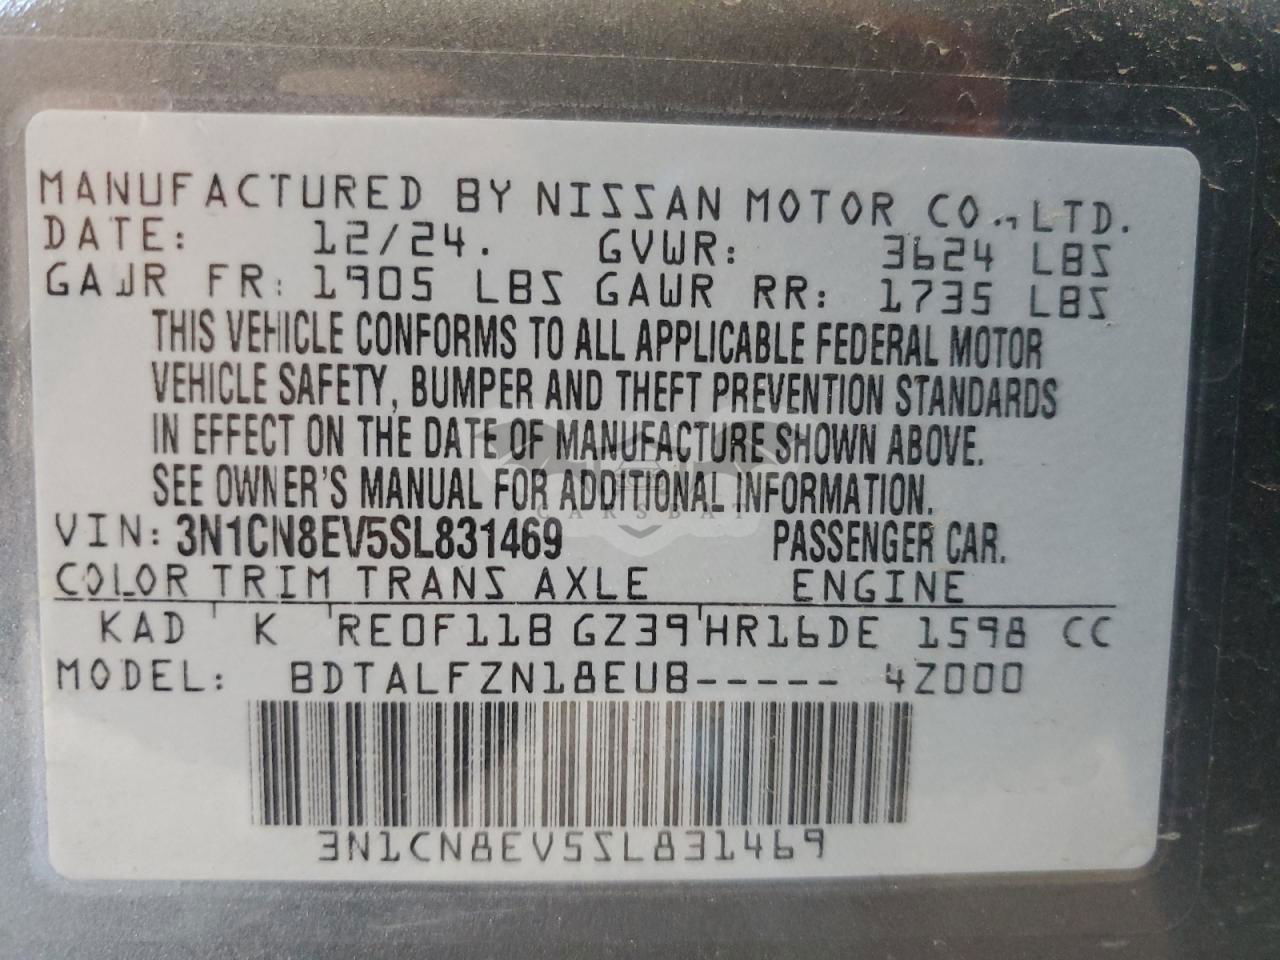 MANUFACTURED BY NISSAN MOTOR CO., LTD.
DATE: 12/24. GVWR: 3624 LBS
GAWR FR: 1905 LBS GAWR RR: 1735 LBS
THIS VEHICLE CONFORMS TO ALL APPLICABLE FEDERAL MOTOR
VEHICLE SAFETY, BUMPER AND THEFT PREVENTION STANDARDS
IN EFFECT ON THE DATE OF MANUFACTURE SHOWN ABOVE.
SEE OWNER'S MANUAL FOR ADDITIONAL INFORMATION.
CARSBAT
VIN: 3N1CN8EV5SL831469 PASSENGER CAR.
COLOR TRIM TRANS AXLE ENGINE
KAD K RE0F11B GZ39 HR16DE 1598 CC
MODEL: BDTALFZN18EUB----- 4Z000
3N1CN8EV5SL831469